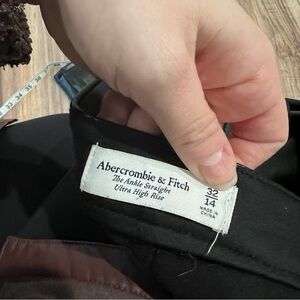 Abercrombie & Fitch
The Ankle Straight
Ultra High Rise
32
14
MADE IN
CHINA